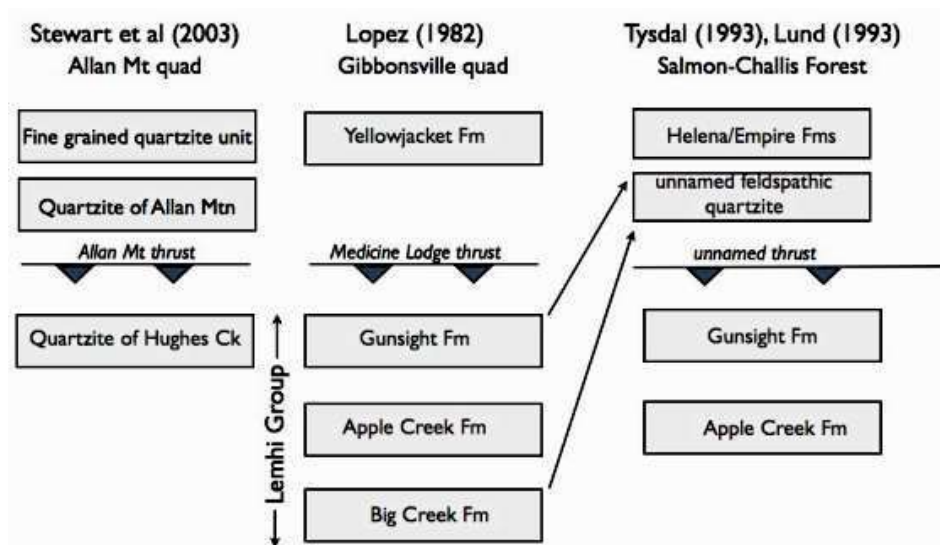 Stewart et al (2003)
Allan Mt quad
Fine grained quartzite unit
Quartzite of Allan Mtn
Allan Mt thrust
Quartzite of Hughes Ck
Lemhi Group
Lopez (1982)
Gibbonsville quad
Yellowjacket Fm
Medicine Lodge thrust
Gunsight Fm
Apple Creek Fm
Big Creek Fm
Tysdal (1993), Lund (1993)
Salmon-Challis Forest
Helena/Empire Fms
unnamed feldspathic
quartzite
unnamed thrust
Gunsight Fm
Apple Creek Fm